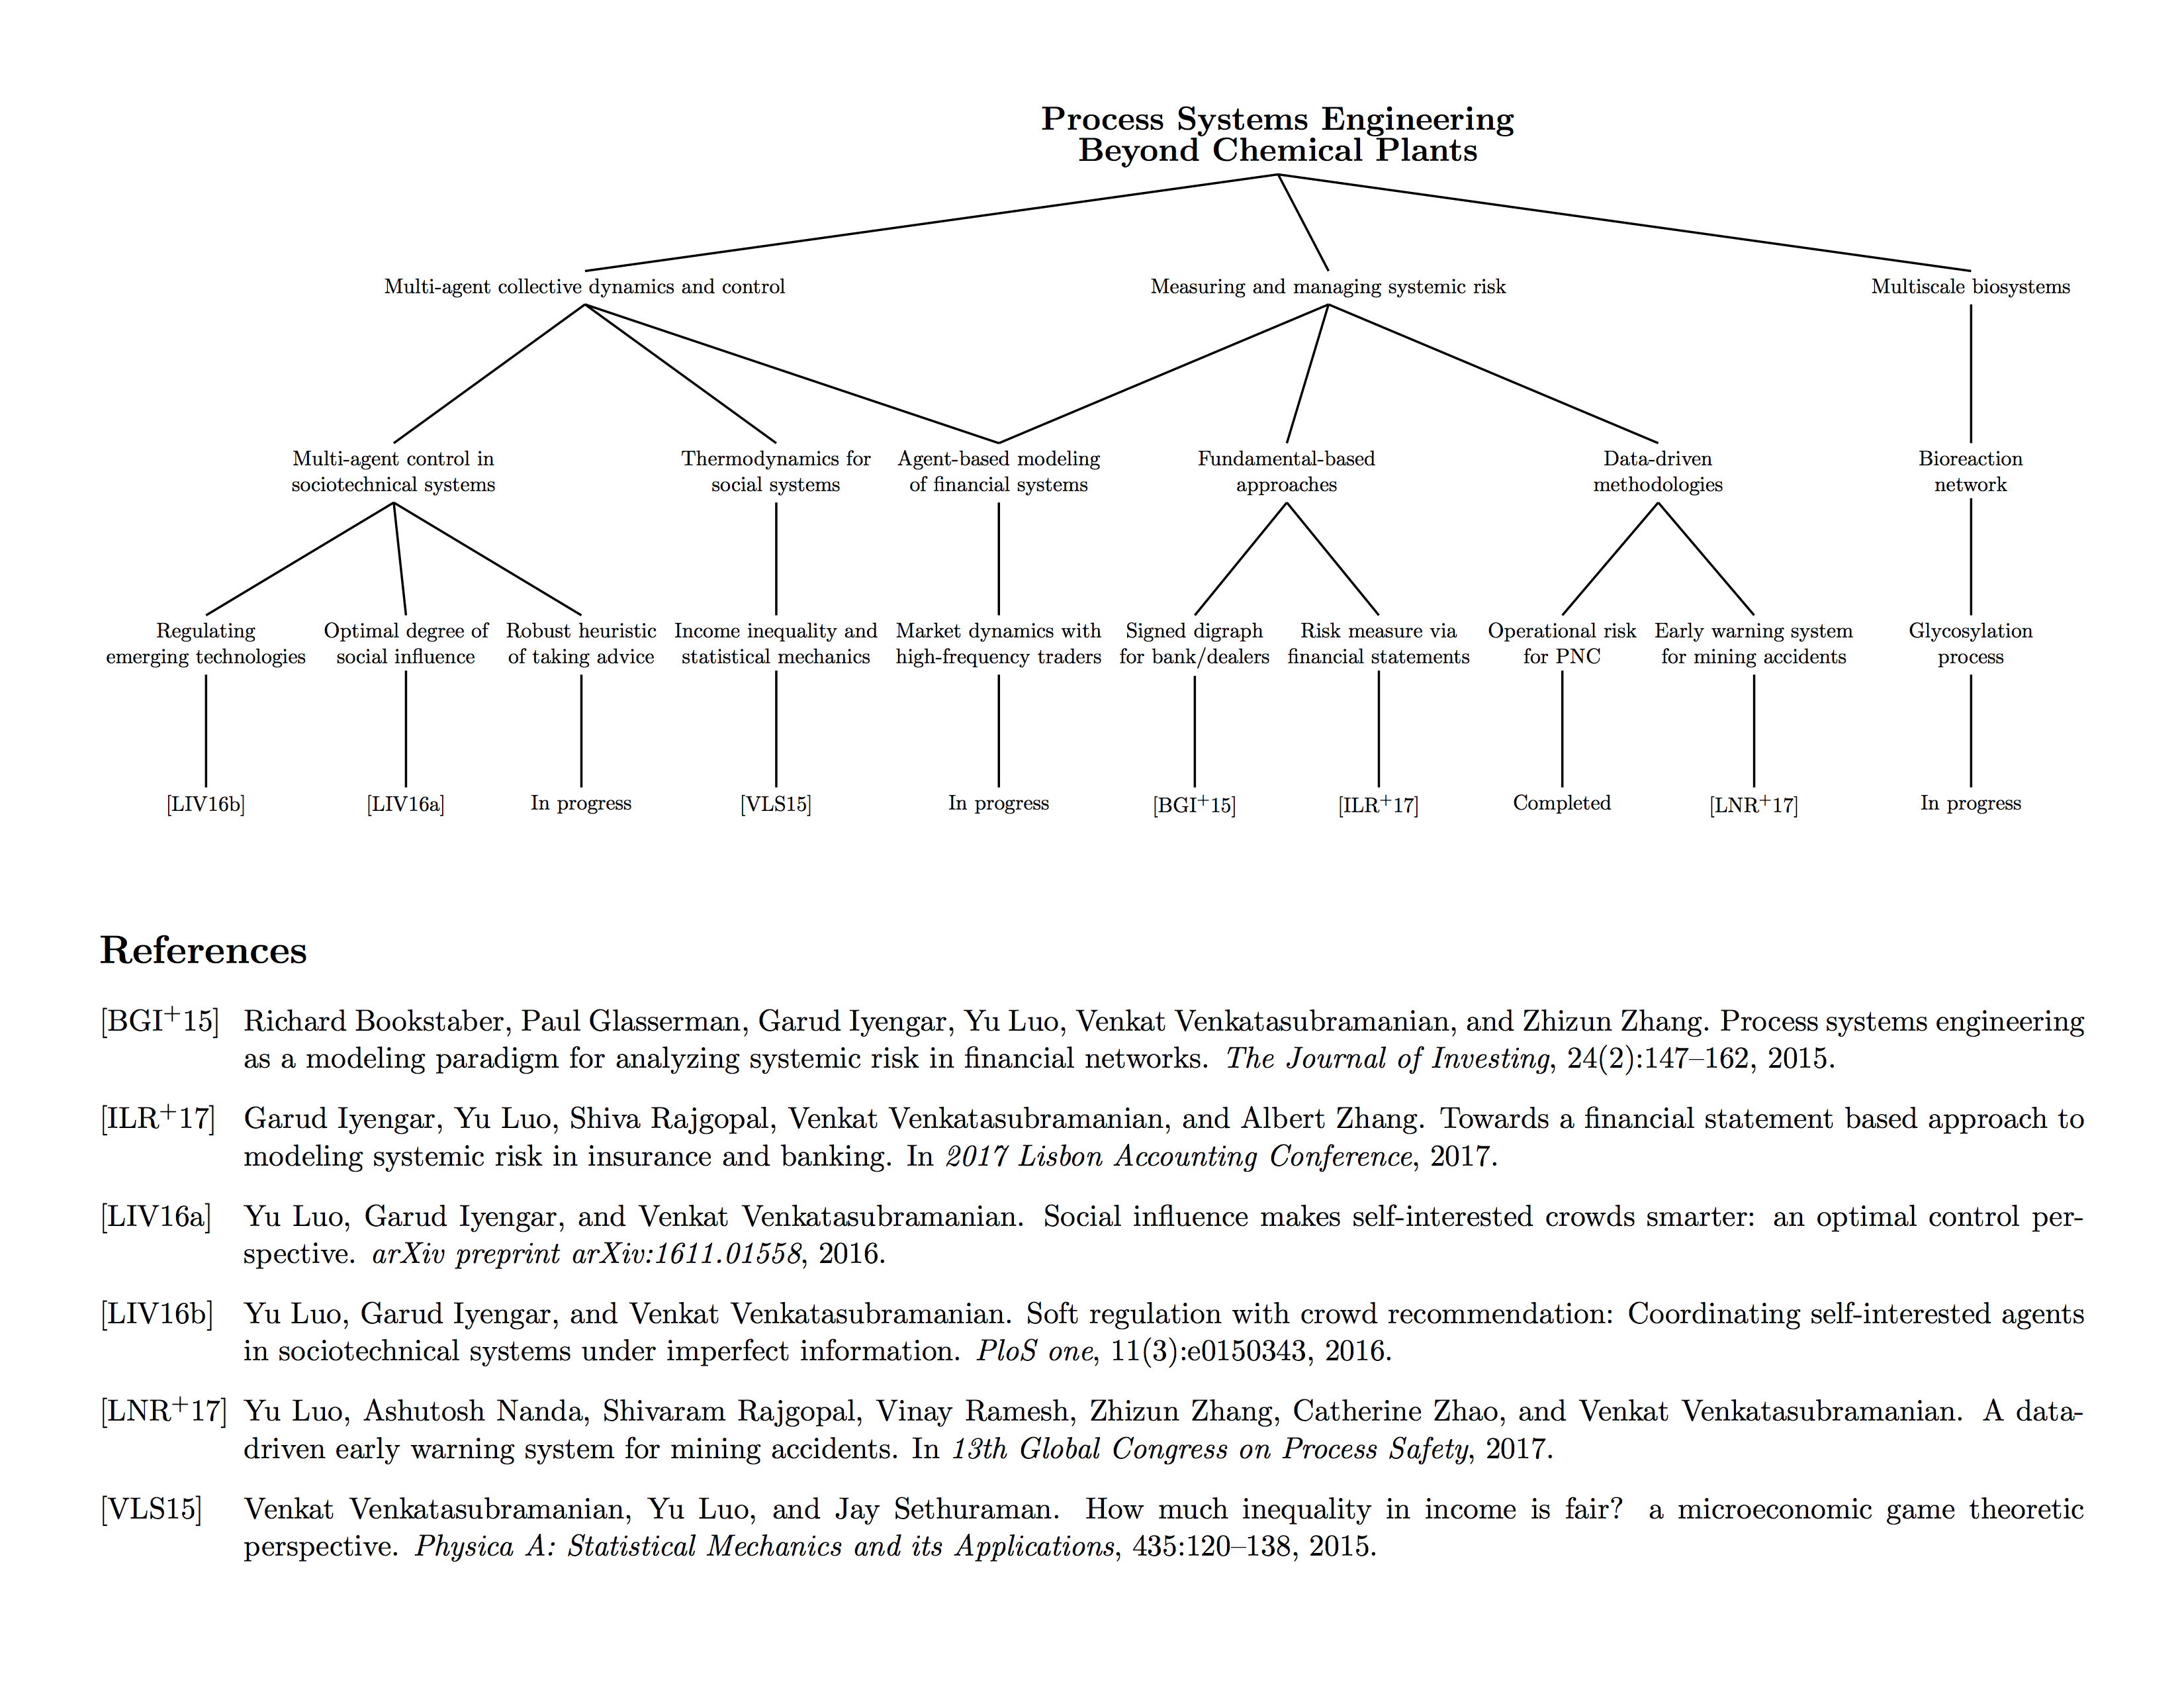 Process Systems Engineering
Beyond Chemical Plants
Multi-agent collective dynamics and control
Measuring and managing systemic risk
Multiscale biosystems
Multi-agent control in
sociotechnical systems
Thermodynamics for
social systems
Agent-based modeling
of financial systems
Fundamental-based
approaches
Data-driven
methodologies
Bioreaction
network
Regulating
emerging technologies
Optimal degree of
social influence
Robust heuristic
of taking advice
Income inequality and
statistical mechanics
Market dynamics with
high-frequency traders
Signed digraph
for bank/dealers
Risk measure via
financial statements
Operational risk
for PNC
Early warning system
for mining accidents
Glycosylation
process
[LIV16b]
[LIV16a]
In progress
[VLS15]
In progress
[BGI+15]
[ILR+17]
Completed
[LNR+17]
In progress
References
[BGI+15] Richard Bookstaber, Paul Glasserman, Garud Iyengar, Yu Luo, Venkat Venkatasubramanian, and Zhizun Zhang. Process systems engineering
as a modeling paradigm for analyzing systemic risk in financial networks. The Journal of Investing, 24(2):147–162, 2015.
[ILR+17] Garud Iyengar, Yu Luo, Shiva Rajgopal, Venkat Venkatasubramanian, and Albert Zhang. Towards a financial statement based approach to
modeling systemic risk in insurance and banking. In 2017 Lisbon Accounting Conference, 2017.
[LIV16a] Yu Luo, Garud Iyengar, and Venkat Venkatasubramanian. Social influence makes self-interested crowds smarter: an optimal control per-
spective. arXiv preprint arXiv:1611.01558, 2016.
[LIV16b] Yu Luo, Garud Iyengar, and Venkat Venkatasubramanian. Soft regulation with crowd recommendation: Coordinating self-interested agents
in sociotechnical systems under imperfect information. PloS one, 11(3):e0150343, 2016.
[LNR+17] Yu Luo, Ashutosh Nanda, Shivaram Rajgopal, Vinay Ramesh, Zhizun Zhang, Catherine Zhao, and Venkat Venkatasubramanian. A data-
driven early warning system for mining accidents. In 13th Global Congress on Process Safety, 2017.
[VLS15] Venkat Venkatasubramanian, Yu Luo, and Jay Sethuraman. How much inequality in income is fair? a microeconomic game theoretic
perspective. Physica A: Statistical Mechanics and its Applications, 435:120–138, 2015.